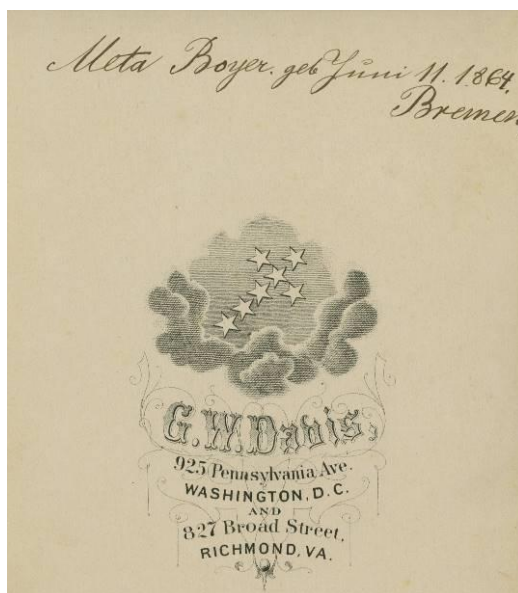 Meta Boyer. geb Juni 11. 1864.
Bremen
G. W. Davis,
925 Pennsylvania Ave.
WASHINGTON, D. C.
AND
827 Broad Street,
RICHMOND, VA.